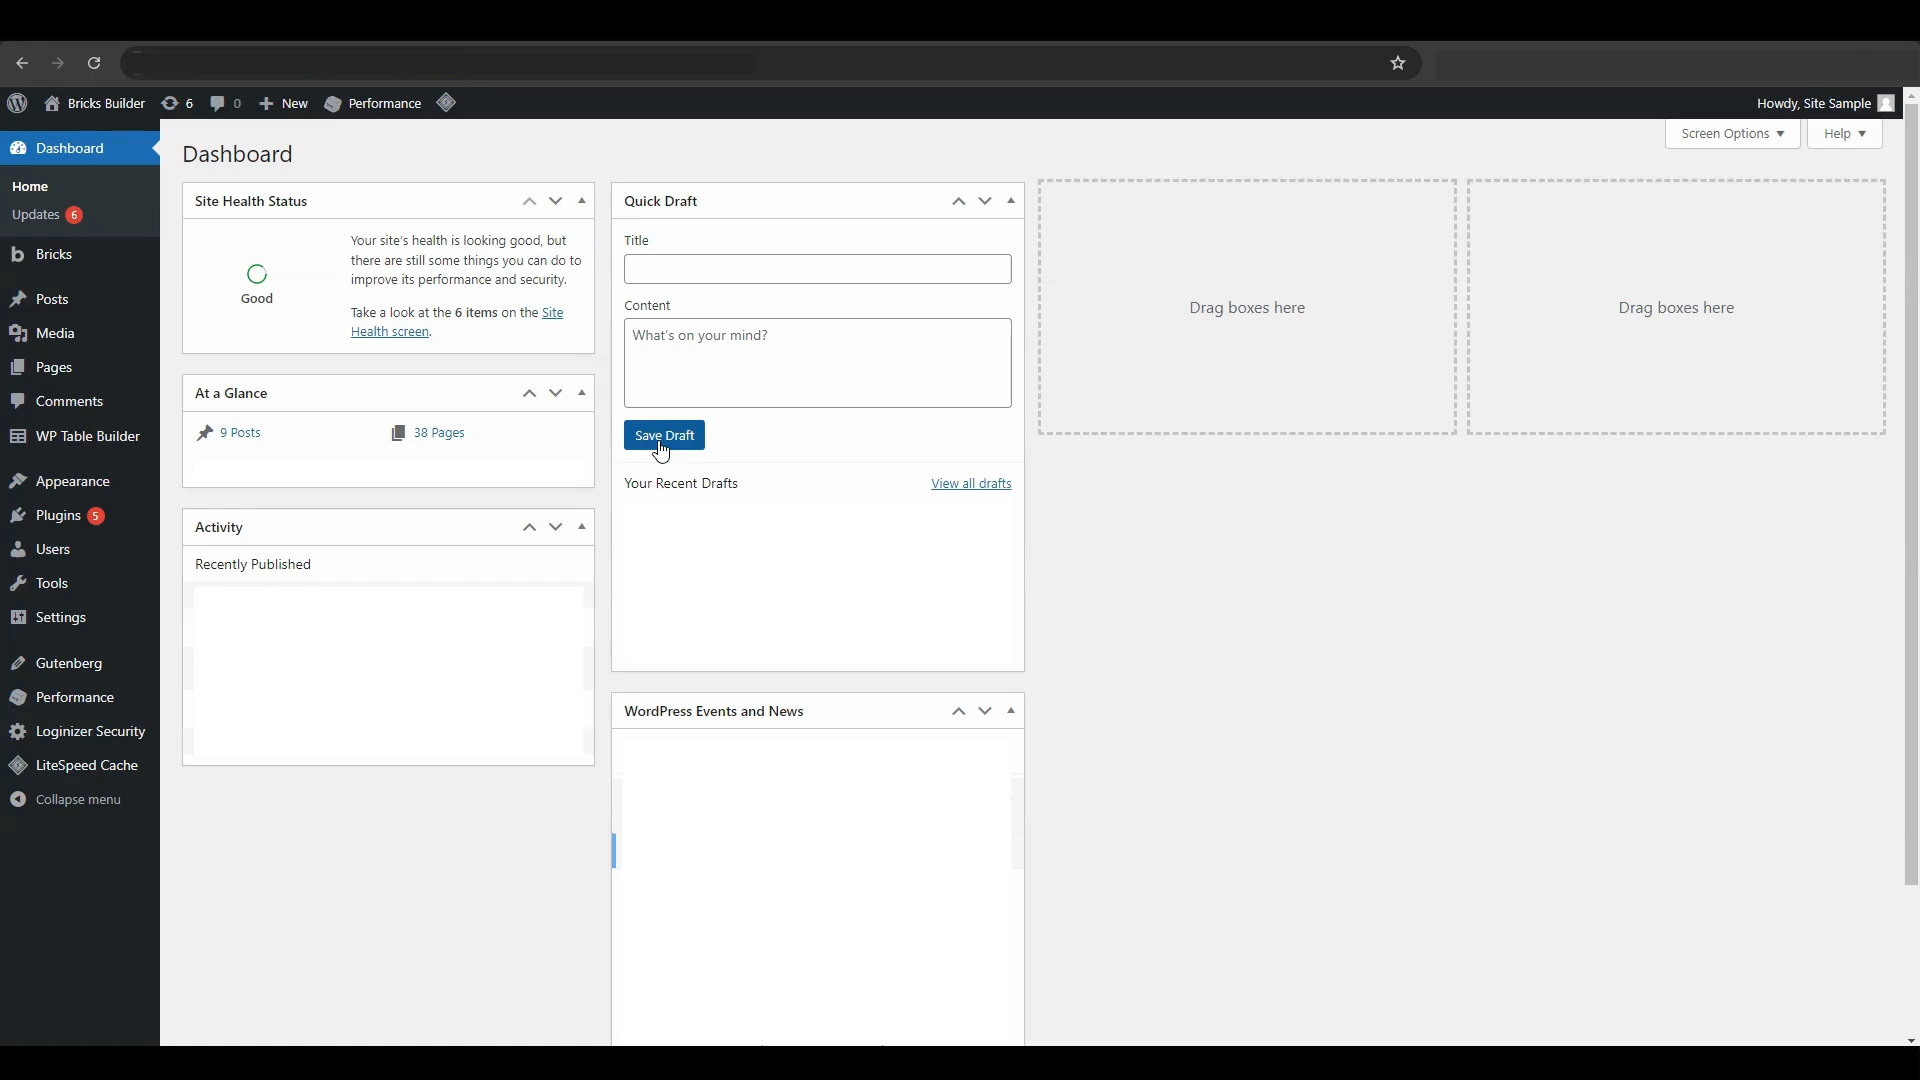 Bricks Builder 6 0 New Performance Howdy, Site Sample
Dashboard
Home
Updates 6
Bricks
Posts
Media
Pages
Comments
WP Table Builder
Appearance
Plugins 5
Users
Tools
Settings
Gutenberg
Performance
Loginizer Security
LiteSpeed Cache
Collapse menu
Screen Options Help
Dashboard
Site Health Status
Good
Your site's health is looking good, but
there are still some things you can do to
improve its performance and security.
Take a look at the 6 items on the Site
Health screen.
At a Glance
9 Posts 38 Pages
Activity
Recently Published
Quick Draft
Title
Content
What's on your mind?
Save Draft
Your Recent Drafts View all drafts
WordPress Events and News
Drag boxes here
Drag boxes here